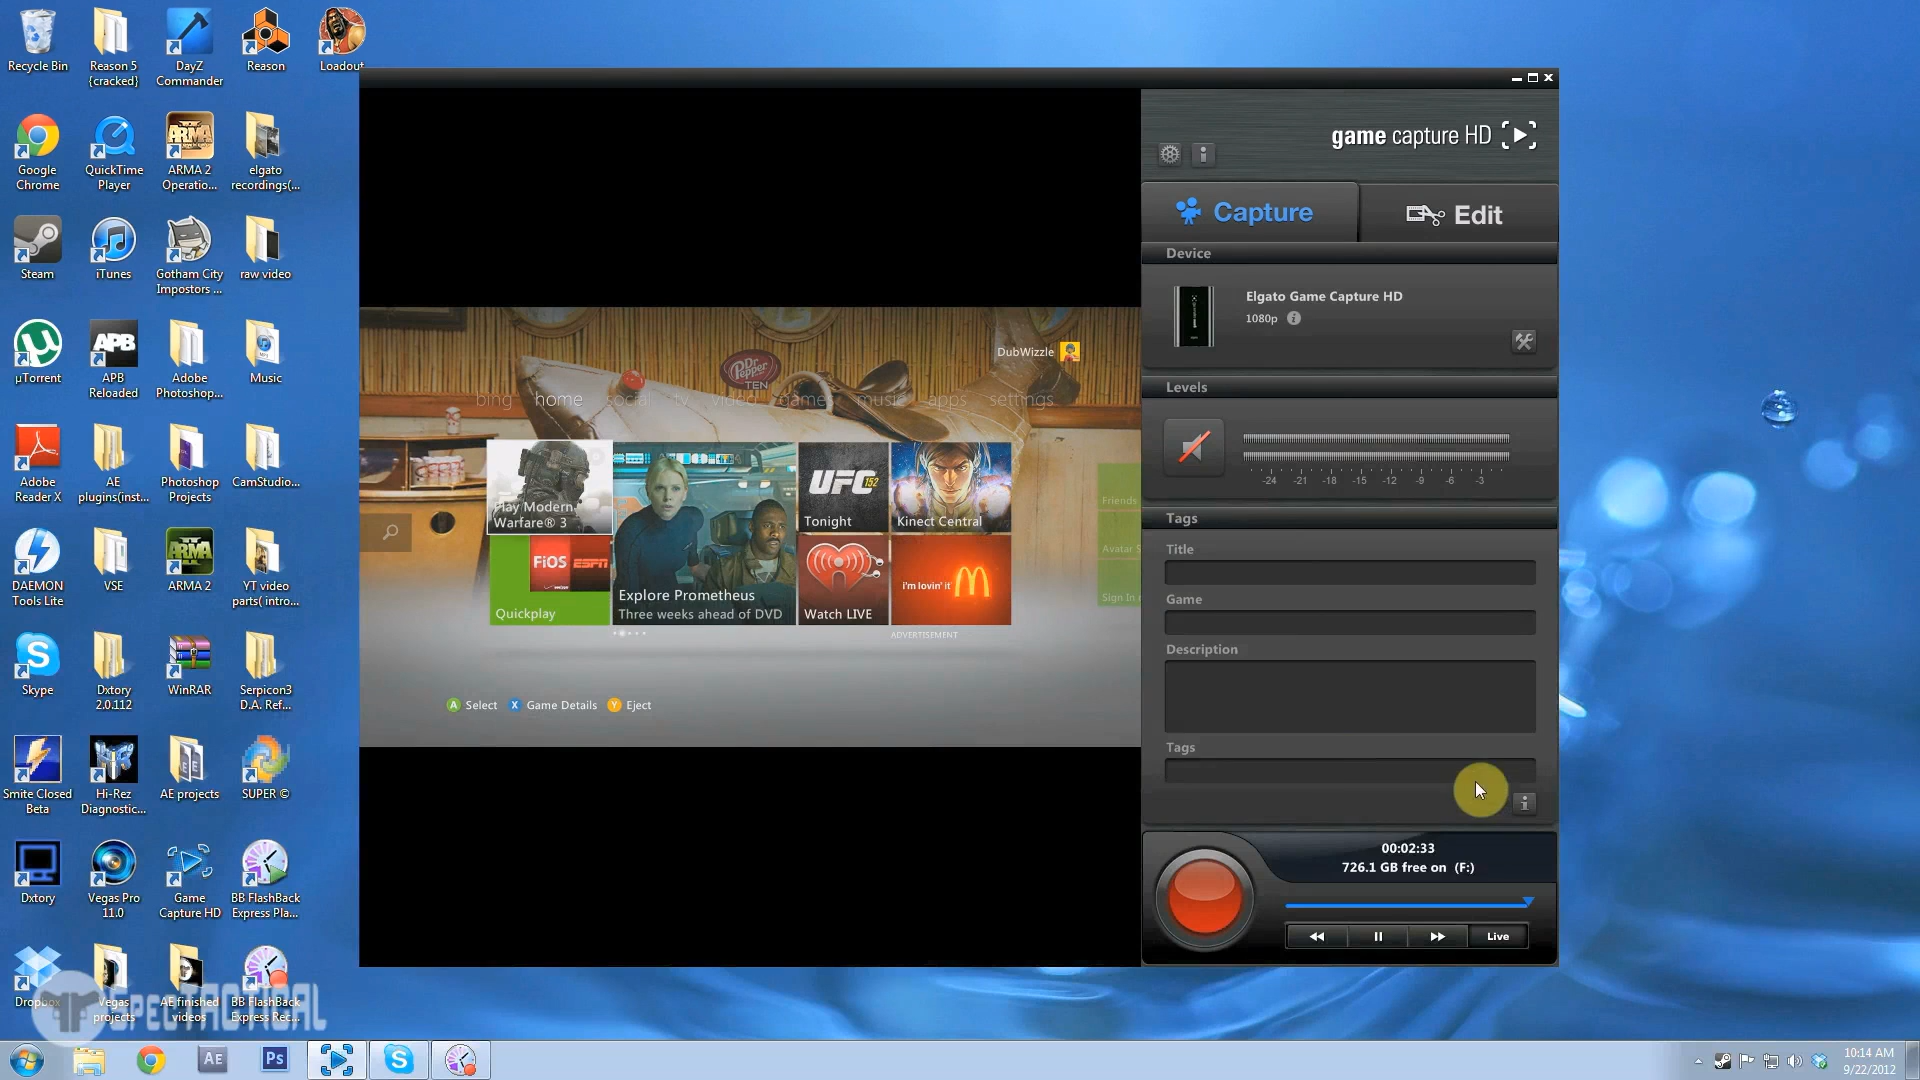 Recycle Bin
Reason 5 {cracked}
DayZ Commander
Reason
Loadout
Google Chrome
QuickTime Player
ARMA 2 Operatio...
elgato recordings(...
Steam
iTunes
Gotham City Impostors ...
raw video
µTorrent
APB Reloaded
Adobe Photoshop...
Music
Adobe Reader X
AE plugins(inst...
Photoshop Projects
CamStudio...
DAEMON Tools Lite
VSE
ARMA 2
YT video parts( intro...
Skype
Dxtory 2.0.112
WinRAR
Serpicon3 D.A. Ref...
Smite Closed Beta
Hi-Rez Diagnostic...
AE projects
SUPER ©
Dxtory
Vegas Pro 11.0
Game Capture HD
BB FlashBack Express Pla...
Dropbox
Vegas projects
AE finished videos
BB FlashBack Express Rec...
SPECTACTICAL
game capture HD
Capture
Edit
Device
Elgato Game Capture HD
1080p
Levels
-24 -21 -18 -15 -12 -9 -6 -3
Tags
Title
Game
Description
Tags
00:02:33
726.1 GB free on (F:)
Live
DubWizzle
Dr Pepper TEN
bing home social tv video games music apps settings
Play Modern
Warfare® 3
FiOS ESPN
Quickplay
Explore Prometheus
Three weeks ahead of DVD
UFC 152
Tonight
Kinect Central
Watch LIVE
i'm lovin' it
ADVERTISEMENT
Friends
Avatar S
Sign In
A Select X Game Details Y Eject
Ae
Ps
10:14 AM
9/22/2012